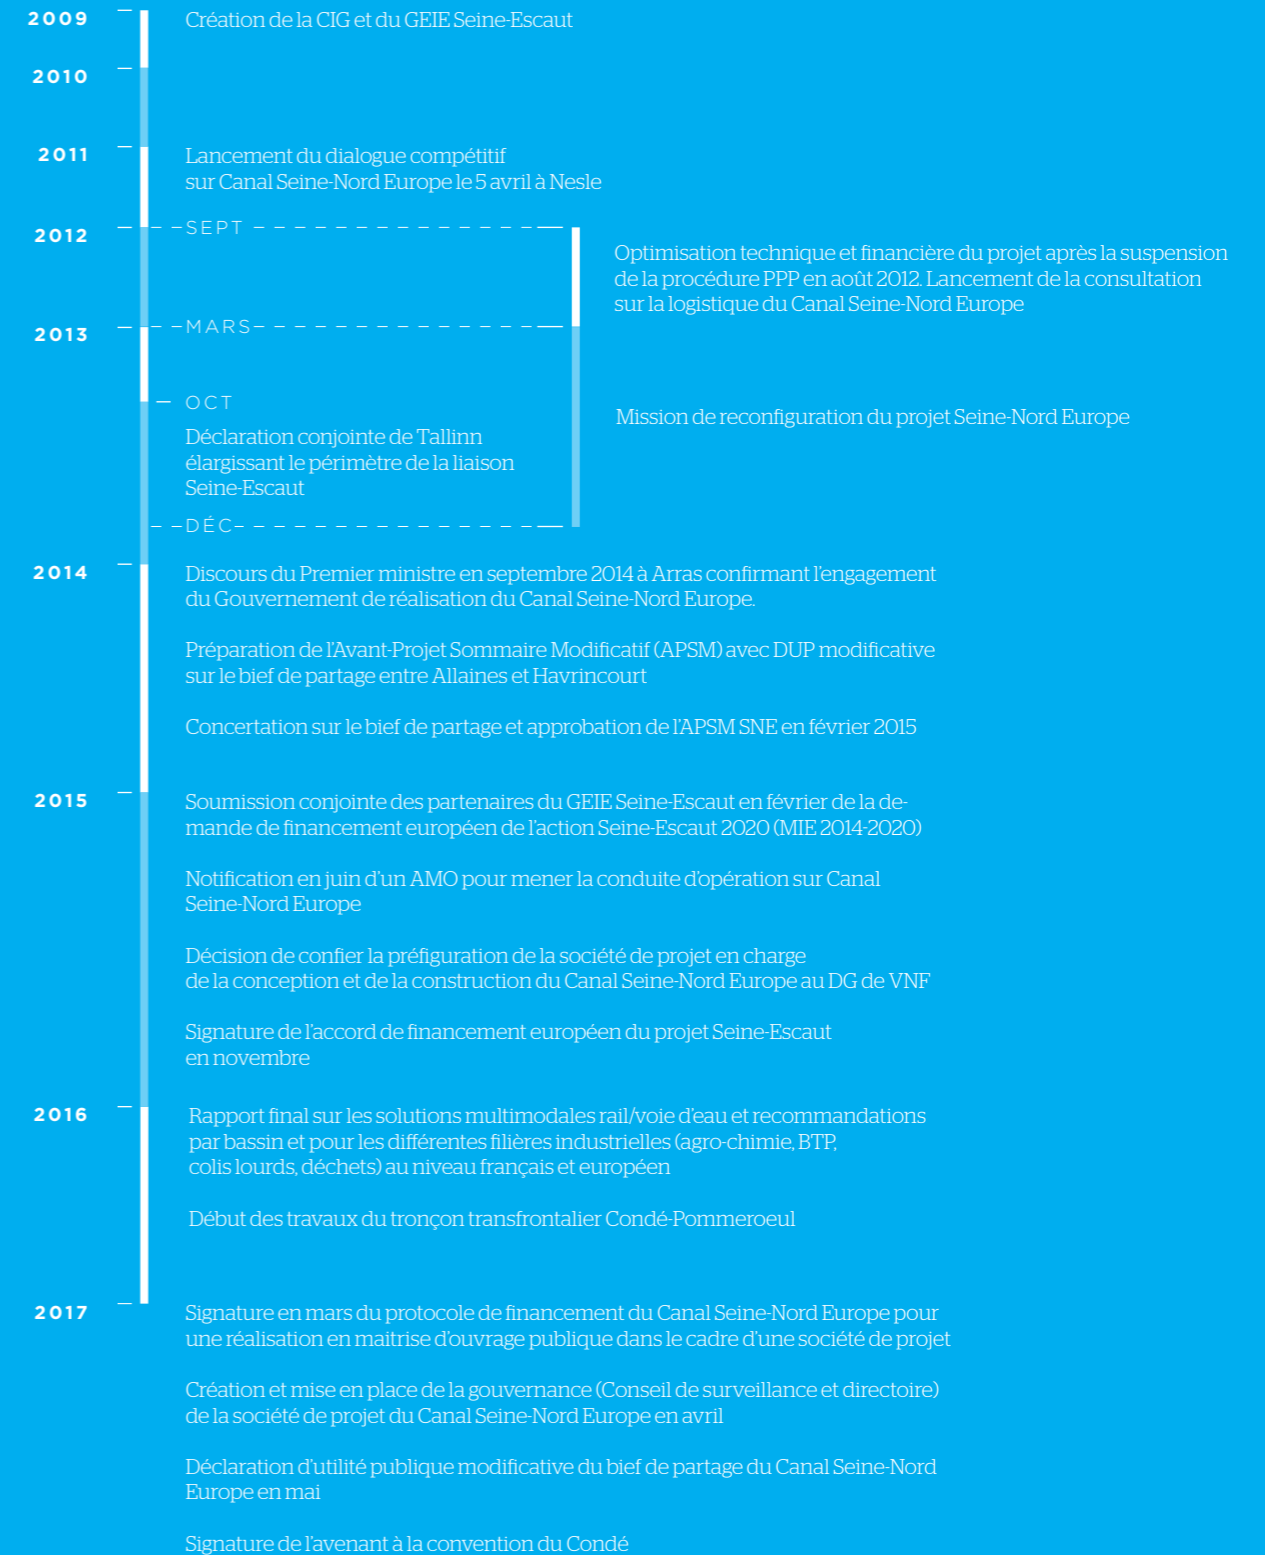 2009
Création de la CIG et du GEIE Seine-Escaut
2010
2011
Lancement du dialogue compétitif
sur Canal Seine-Nord Europe le 5 avril à Nesle
2012
SEPT
Optimisation technique et financière du projet après la suspension
de la procédure PPP en août 2012. Lancement de la consultation
sur la logistique du Canal Seine-Nord Europe
2013
MARS
OCT
Déclaration conjointe de Tallinn
élargissant le périmètre de la liaison
Seine-Escaut
Mission de reconfiguration du projet Seine-Nord Europe
DÉC
2014
Discours du Premier ministre en septembre 2014 à Arras confirmant l'engagement
du Gouvernement de réalisation du Canal Seine-Nord Europe.
Préparation de l'Avant-Projet Sommaire Modificatif (APSM) avec DUP modificative
sur le bief de partage entre Allaines et Havrincourt
Concertation sur le bief de partage et approbation de l'APSM SNE en février 2015
2015
Soumission conjointe des partenaires du GEIE Seine-Escaut en février de la de-
mande de financement européen de l'action Seine-Escaut 2020 (MIE 2014-2020)
Notification en juin d'un AMO pour mener la conduite d'opération sur Canal
Seine-Nord Europe
Décision de confier la préfiguration de la société de projet en charge
de la conception et de la construction du Canal Seine-Nord Europe au DG de VNF
Signature de l'accord de financement européen du projet Seine-Escaut
en novembre
2016
Rapport final sur les solutions multimodales rail/voie d'eau et recommandations
par bassin et pour les différentes filières industrielles (agro-chimie, BTP,
colis lourds, déchets) au niveau français et européen
Début des travaux du tronçon transfrontalier Condé-Pommeroeul
2017
Signature en mars du protocole de financement du Canal Seine-Nord Europe pour
une réalisation en maitrise d'ouvrage publique dans le cadre d'une société de projet
Création et mise en place de la gouvernance (Conseil de surveillance et directoire)
de la société de projet du Canal Seine-Nord Europe en avril
Déclaration d'utilité publique modificative du bief de partage du Canal Seine-Nord
Europe en mai
Signature de l'avenant à la convention du Condé